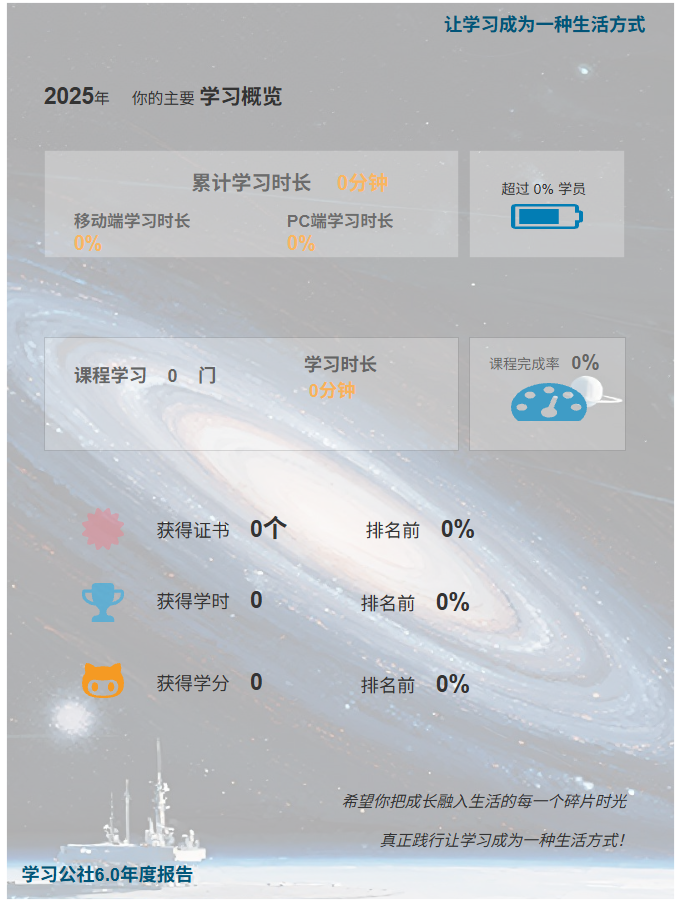 让学习成为一种生活方式
2025年 你的主要 学习概览
累计学习时长 0分钟
移动端学习时长 PC端学习时长
0% 0%
超过 0% 学员
课程学习 0 门
学习时长
0分钟
课程完成率 0%
获得证书 0个 排名前 0%
获得学时 0 排名前 0%
获得学分 0 排名前 0%
希望你把成长融入生活的每一个碎片时光
真正践行让学习成为一种生活方式!
学习公社6.0年度报告